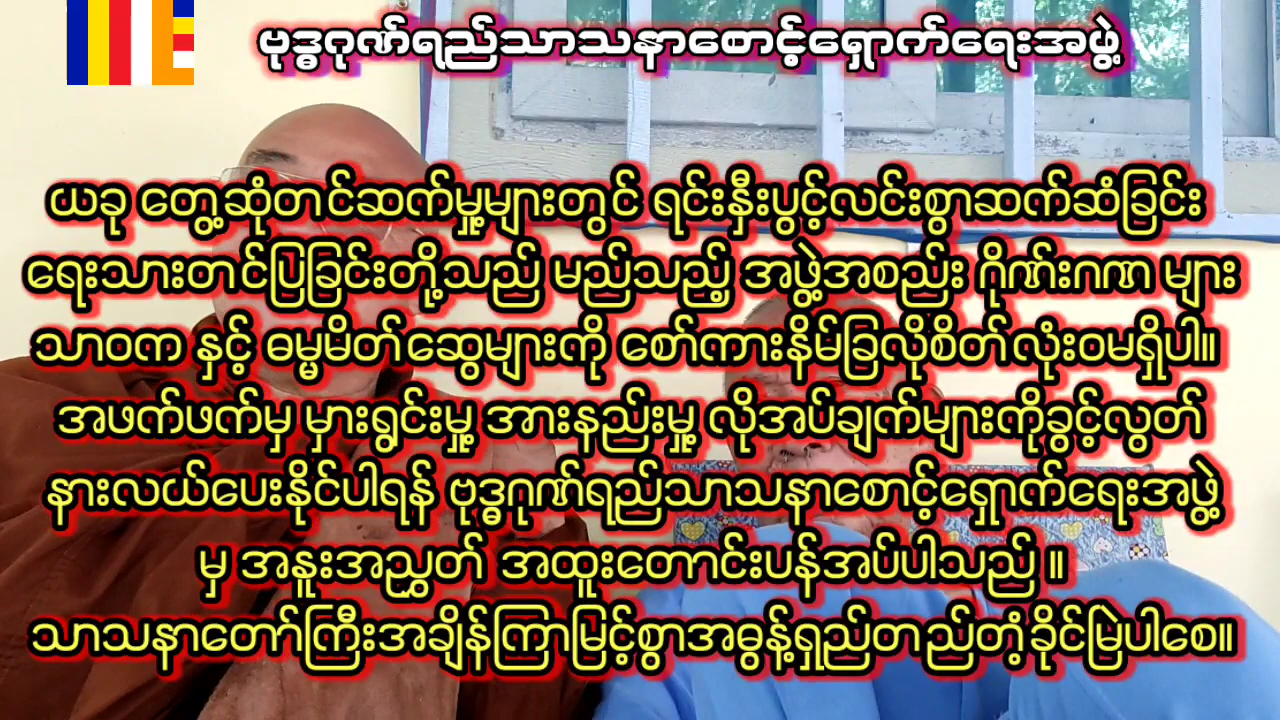 ဗုဒ္ဓဂုဏ်ရည်သာသနာစောင့်ရှောက်ရေးအဖွဲ့
ယခု တွေ့ဆုံတင်ဆက်မှု့များတွင် ရင်းနှီးပွင့်လင်းစွာဆက်ဆံခြင်း
ရေးသားတင်ပြခြင်းတို့သည် မည်သည့် အဖွဲ့အစည်း ဂိုဏ်းဂဏ များ
သာဝက နှင့် ဓမ္မမိတ်ဆွေများကို စော်ကားနိမ်ခြလိုစိတ်လုံးဝမရှိပါ။
အဖက်ဖက်မှ မှားရွင်းမှု့ အားနည်းမှု့ လိုအပ်ချက်များကိုခွင့်လွတ်
နားလယ်ပေးနိုင်ပါရန် ဗုဒ္ဓဂုဏ်ရည်သာသနာစောင့်ရှောက်ရေးအဖွဲ့
မှ အနူးအညွှတ် အထူးတောင်းပန်အပ်ပါသည် ။
သာသနာတော်ကြီးအချိန်ကြာမြင့်စွာအဓွန့်ရှည်တည်တံ့ခိုင်မြဲပါစေ။